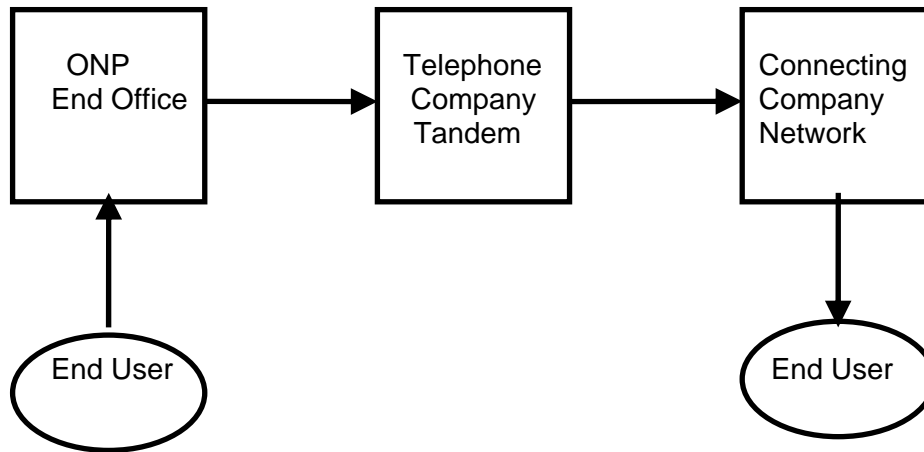 ONP
End Office
Telephone
Company
Tandem
Connecting
Company
Network
End User
End User